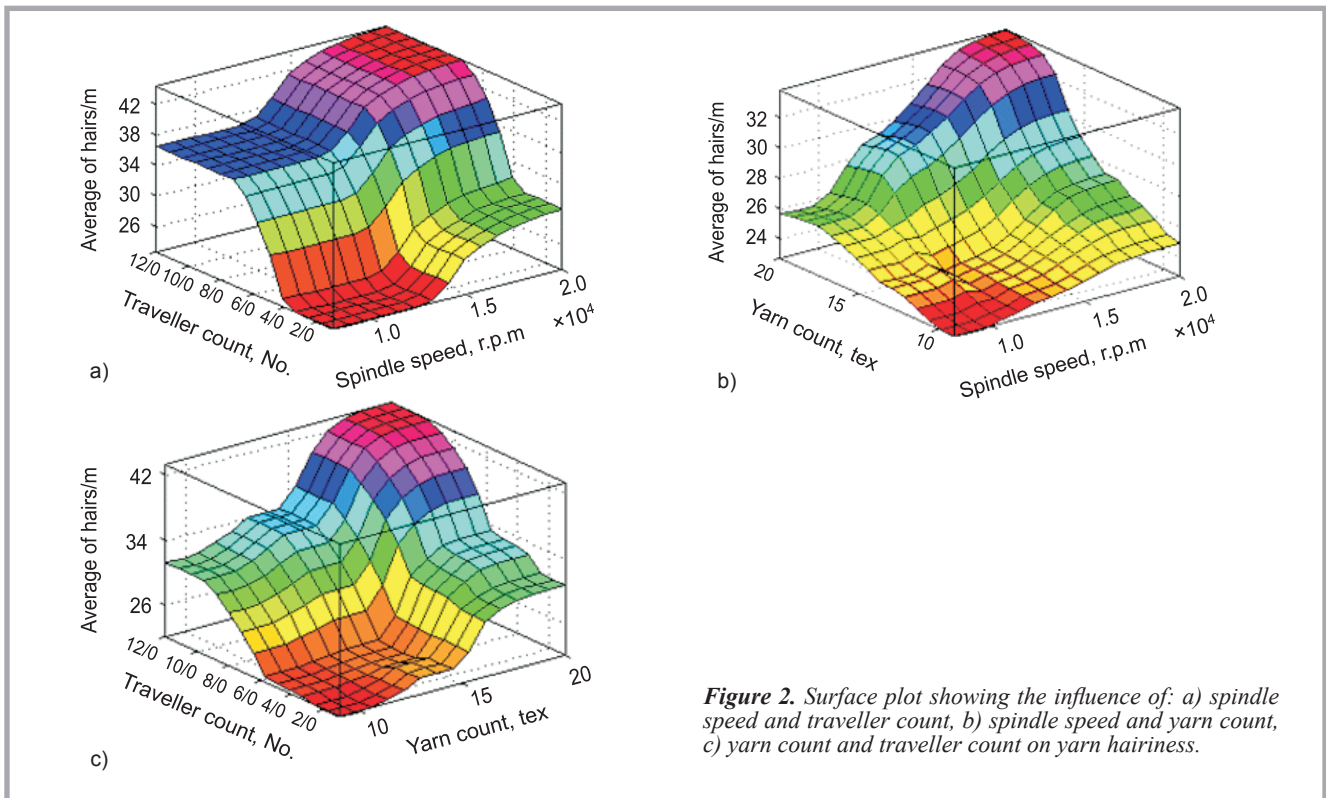 Average of hairs/m
42
38
34
30
26
12/0 10/0 8/0 6/0 4/0 2/0
Traveller count, No.
1.0 1.5 2.0
×10⁴
Spindle speed, r.p.m
a)
Average of hairs/m
32
30
28
26
24
20 15 10
Yarn count, tex
1.0 1.5 2.0
×10⁴
Spindle speed, r.p.m
b)
Average of hairs/m
42
34
26
12/0 10/0 8/0 6/0 4/0 2/0
Traveller count, No.
10 15 20
Yarn count, tex
c)
Figure 2. Surface plot showing the influence of: a) spindle
speed and traveller count, b) spindle speed and yarn count,
c) yarn count and traveller count on yarn hairiness.